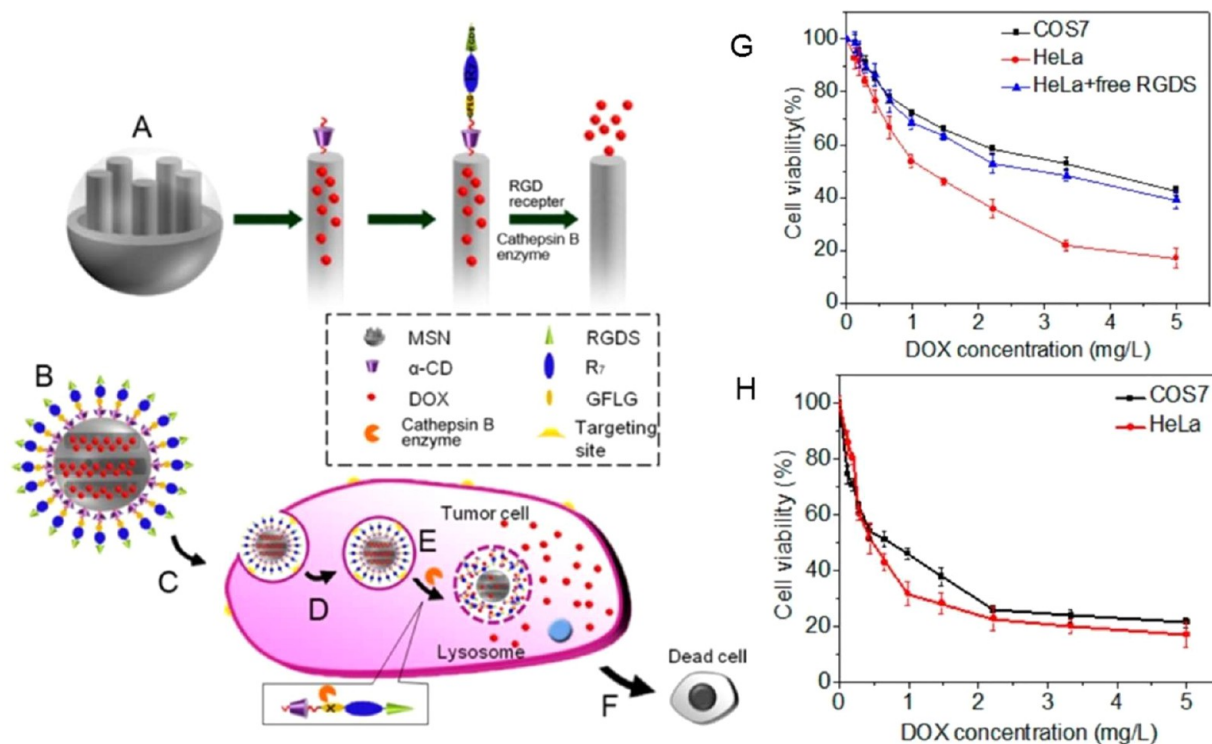 A
RGD
recepter
Cathepsin B
enzyme
MSN
RGDS
α-CD
R₇
DOX
GFLG
Cathepsin B
enzyme
Targeting
site
B
C
D
E
Tumor cell
Lysosome
F
Dead cell
G
COS7
HeLa
HeLa+free RGDS
Cell viability(%)
100
80
60
40
20
0
0 1 2 3 4 5
DOX concentration (mg/L)
H
COS7
HeLa
Cell viability (%)
100
80
60
40
20
0
0 1 2 3 4 5 6
DOX concentration (mg/L)